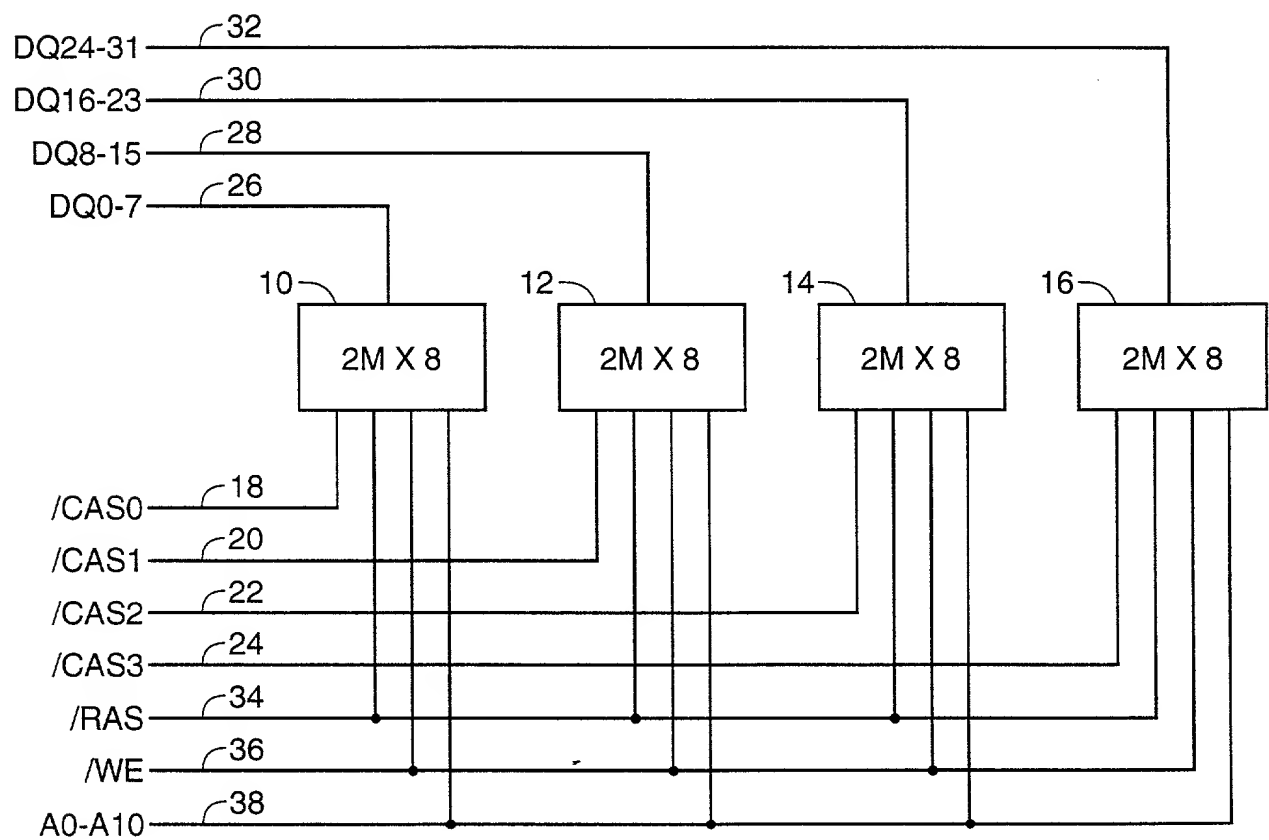 DQ24-31 32
DQ16-23 30
DQ8-15 28
DQ0-7 26
10 12 14 16
2M X 8 2M X 8 2M X 8 2M X 8
/CAS0 18
/CAS1 20
/CAS2 22
/CAS3 24
/RAS 34
/WE 36
A0-A10 38